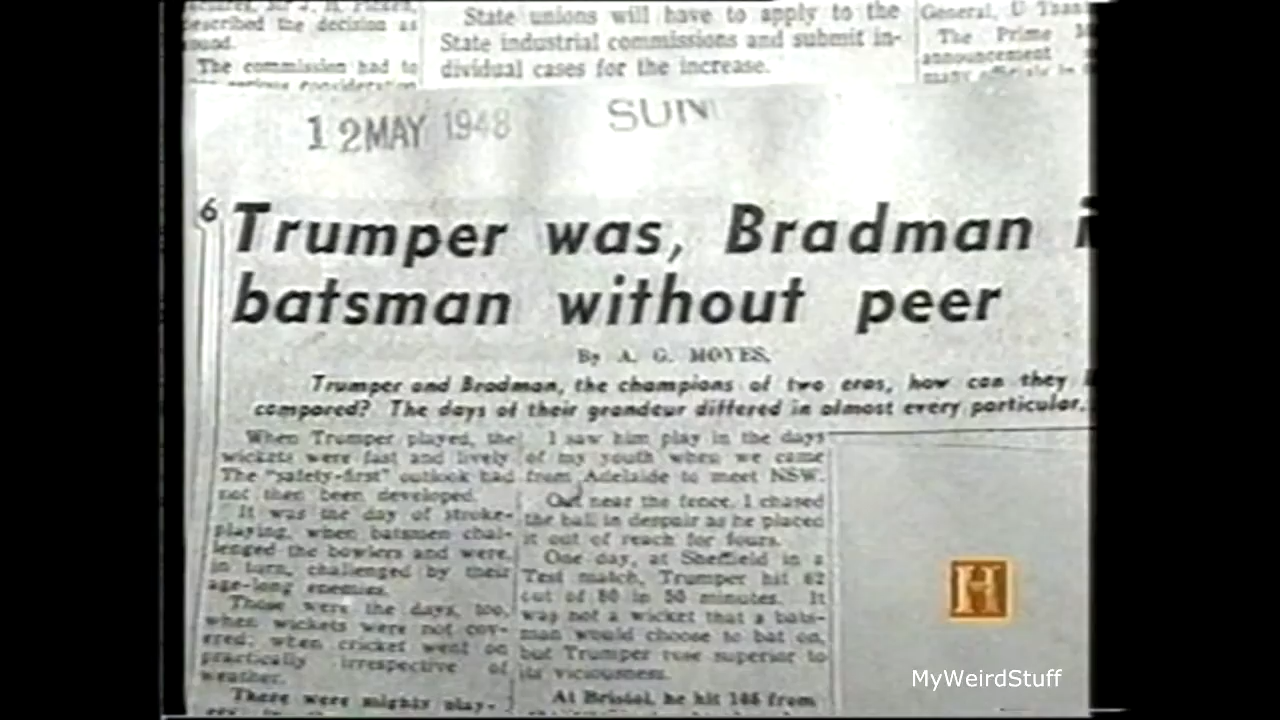 described the decision as
The commission had to
State unions will have to apply to the
State industrial commissions and submit in-
dividual cases for the increase.
General, U
The Prime
announcement
12 MAY 1948
SUN
6
Trumper was, Bradman i
batsman without peer
By A. G. MOYES.
Trumper and Bradman, the champions of two eras, how can they
compared? The days of their grandeur differed in almost every particular.
When Trumper played, the
wickets were fast and lively
The "safety-first" outlook had
not then been developed.
It was the day of stroke-
playing, when batsmen chal-
lenged the bowlers and were,
in turn, challenged by their
age-long enemies.
Those were the days, too,
when wickets were not cov-
ered; when cricket went on
practically irrespective of
weather.
There were mighty play-
I saw him play in the days
of my youth when we came
from Adelaide to meet NSW.
Out near the fence, I chased
the ball in despair as he placed
it out of reach for fours.
One day, at Sheffield in a
Test match, Trumper hit 62
out of 80 in 50 minutes. It
was not a wicket that a bats-
man would choose to bat on,
but Trumper rose superior to
its viciousness.
At Bristol, he hit from
H
MyWeirdStuff